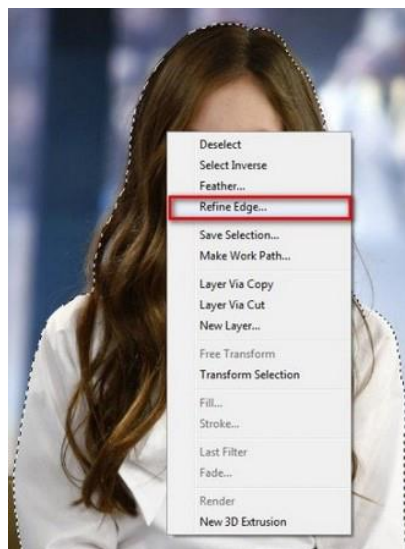 Deselect
Select Inverse
Feather...
Refine Edge...
Save Selection...
Make Work Path...
Layer Via Copy
Layer Via Cut
New Layer...
Free Transform
Transform Selection
Fill...
Stroke...
Last Filter
Fade...
Render
New 3D Extrusion